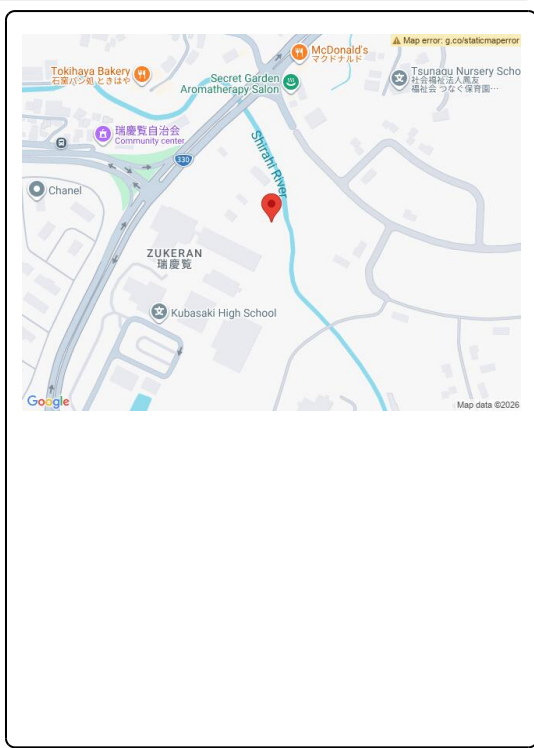 McDonald's
マクドナルド
Map error: g.co/staticmaperror
Tokihaya Bakery
石窯パン処 ときはや
Secret Garden
Aromatherapy Salon
Tsunagu Nursery Scho
社会福祉法人鳳友
福祉会 つなぐ保育園…
瑞慶覧自治会
Community center
330
Shirahi River
Chanel
ZUKERAN
瑞慶覧
Kubasaki High School
Google
Map data ©2026